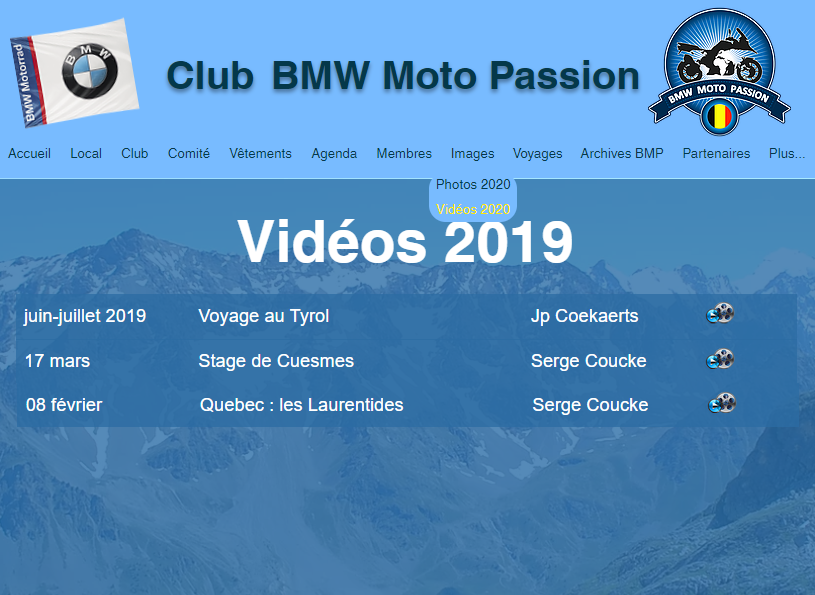 BMW Motorrad
BMW
Club BMW Moto Passion
BMW MOTO PASSION
Accueil Local Club Comité Vêtements Agenda Membres Images Voyages Archives BMP Partenaires Plus...
Photos 2020
Vidéos 2020
Vidéos 2019
juin-juillet 2019 Voyage au Tyrol Jp Coekaerts
17 mars Stage de Cuesmes Serge Coucke
08 février Quebec : les Laurentides Serge Coucke